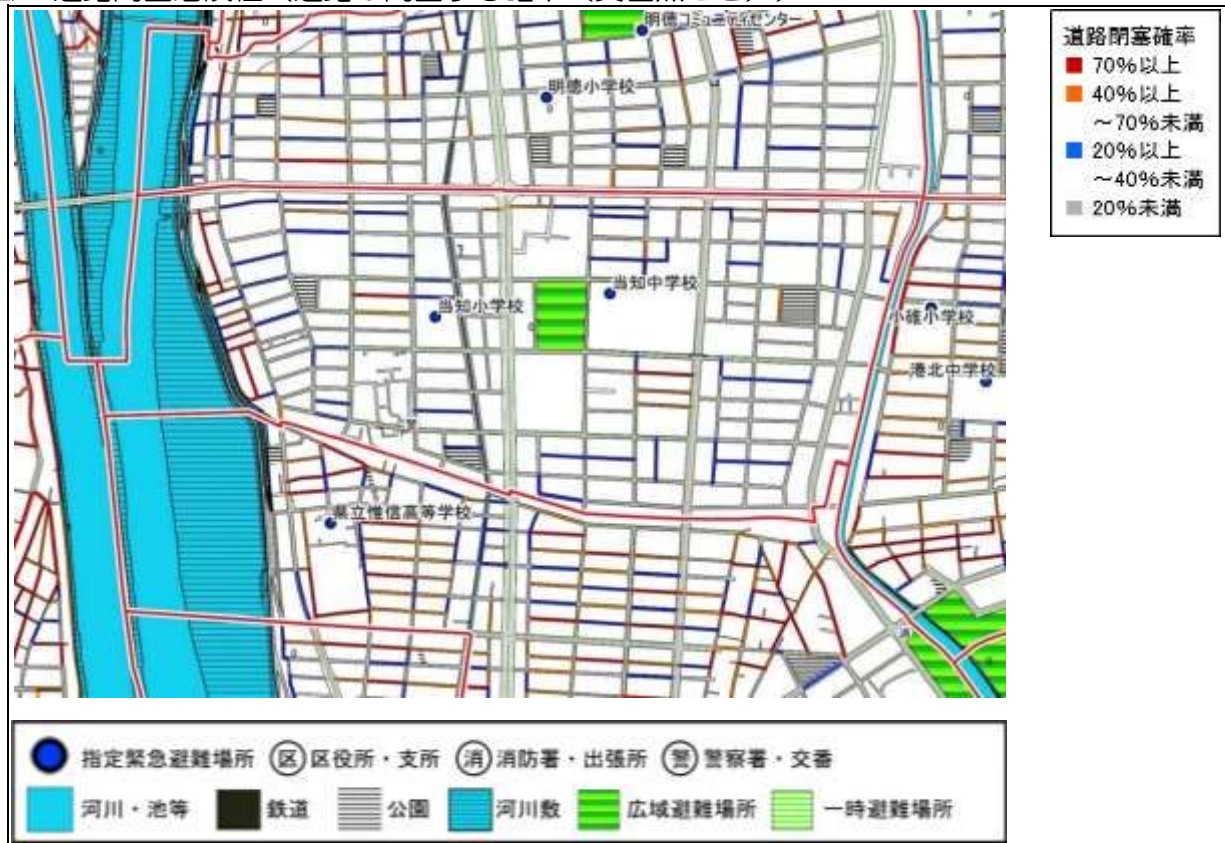 明徳コミュニティセンター
明徳小学校
当知中学校
当知小学校
小碓小学校
港北中学校
県立惟信高等学校
消
道路閉塞確率
70%以上
40%以上
～70%未満
20%以上
～40%未満
20%未満
指定緊急避難場所 区 区役所・支所 消 消防署・出張所 警 警察署・交番
河川・池等 鉄道 公園 河川敷 広域避難場所 一時避難場所